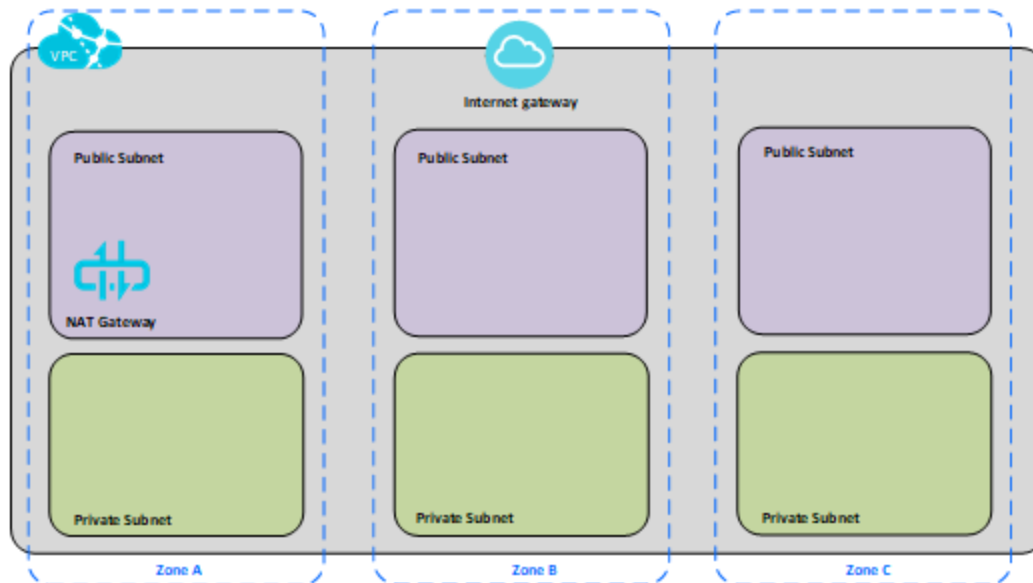 VPC
Internet gateway
Public Subnet
Public Subnet
Public Subnet
NAT Gateway
Private Subnet
Private Subnet
Private Subnet
Zone A
Zone B
Zone C